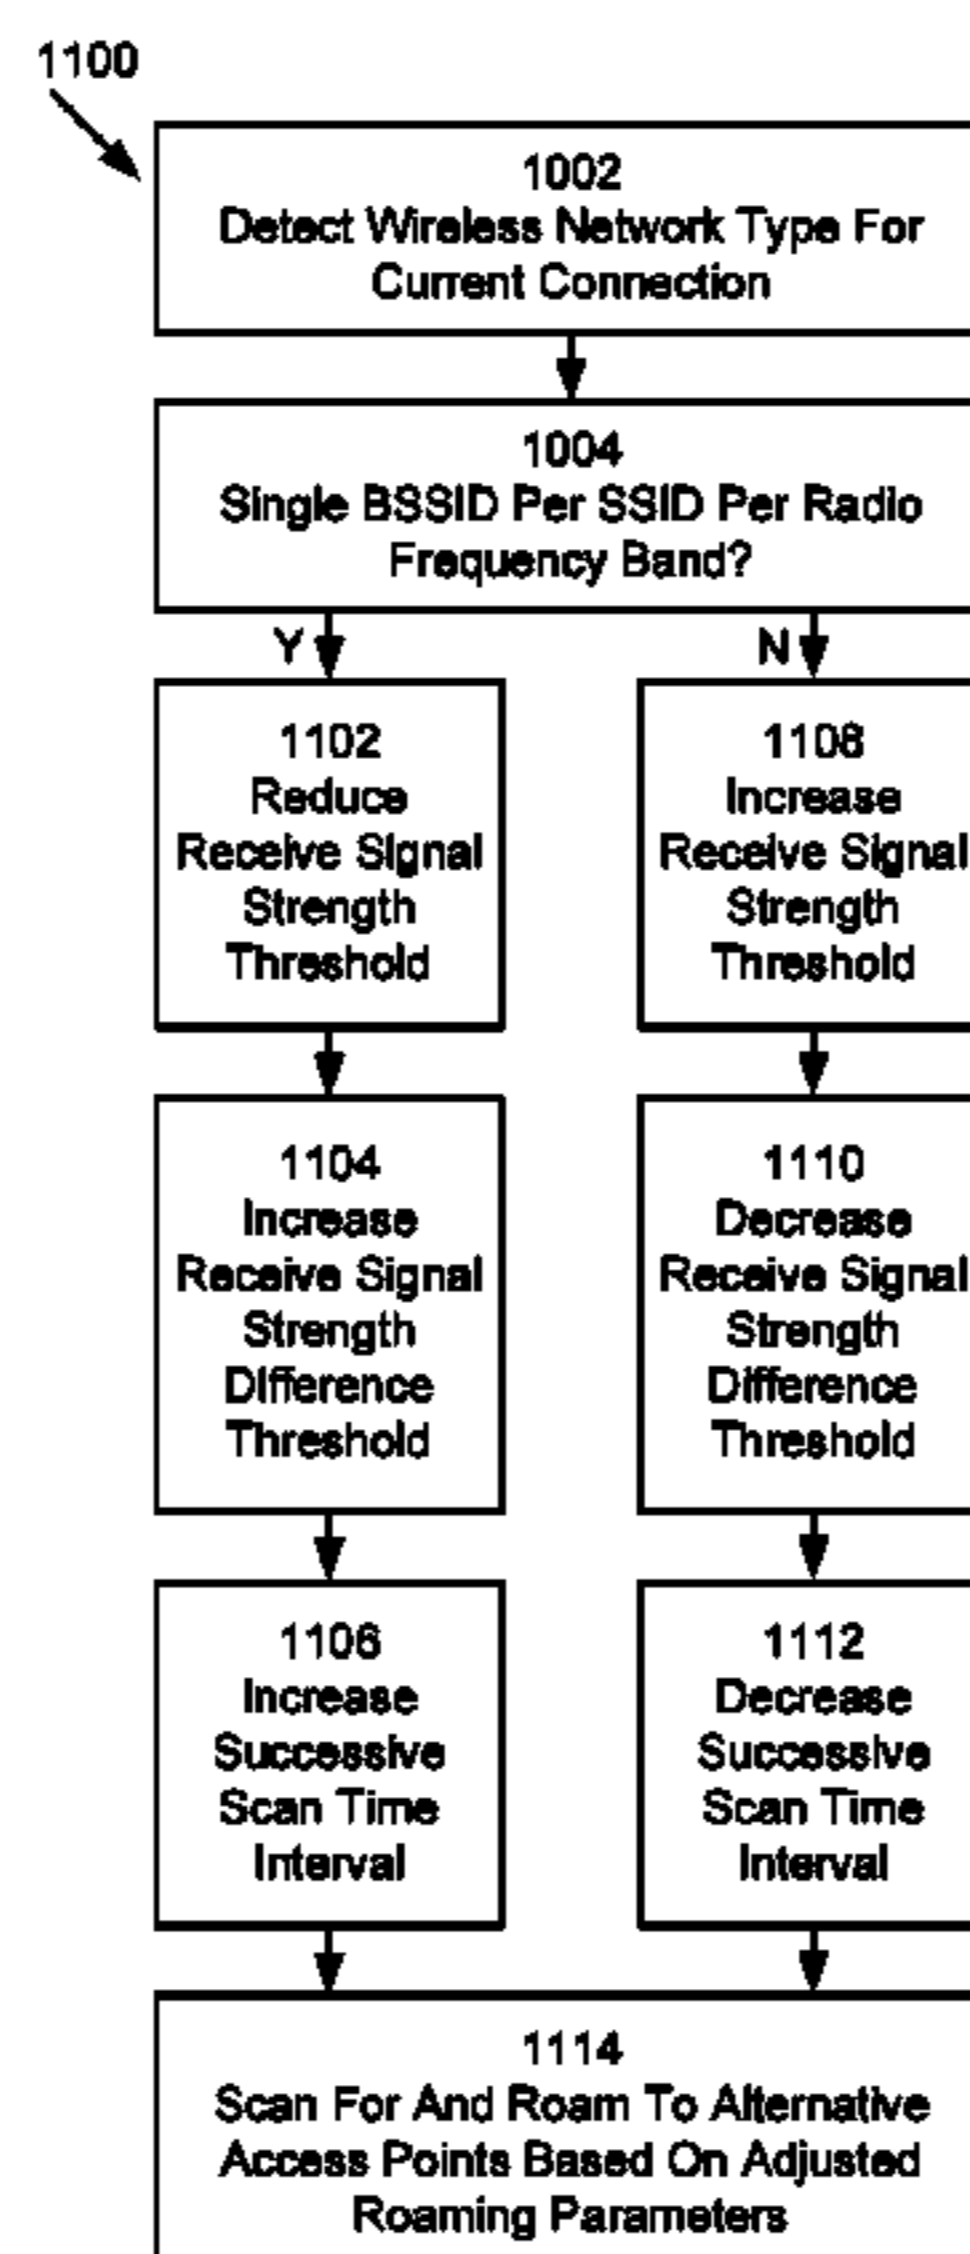 1100
1002
Detect Wireless Network Type For
Current Connection
1004
Single BSSID Per SSID Per Radio
Frequency Band?
Y
N
1102
Reduce
Receive Signal
Strength
Threshold
1108
Increase
Receive Signal
Strength
Threshold
1104
Increase
Receive Signal
Strength
Difference
Threshold
1110
Decrease
Receive Signal
Strength
Difference
Threshold
1106
Increase
Successive
Scan Time
Interval
1112
Decrease
Successive
Scan Time
Interval
1114
Scan For And Roam To Alternative
Access Points Based On Adjusted
Roaming Parameters